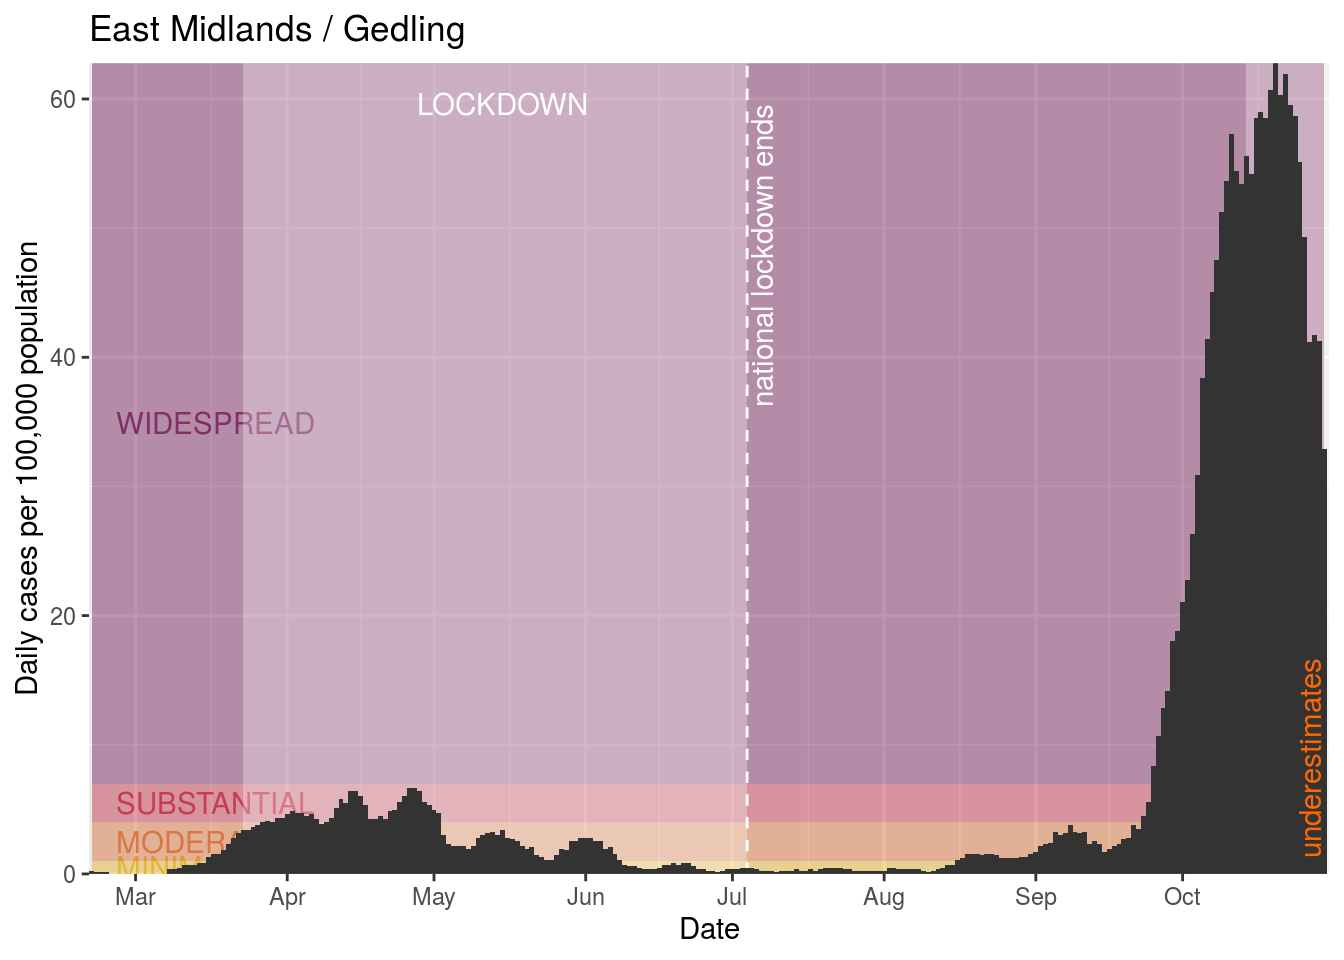 East Midlands / Gedling
Daily cases per 100,000 population
60
40
20
0
LOCKDOWN
national lockdown ends
WIDESPREAD
SUBSTANTIAL
underestimates
Mar Apr May Jun Jul Aug Sep Oct
Date